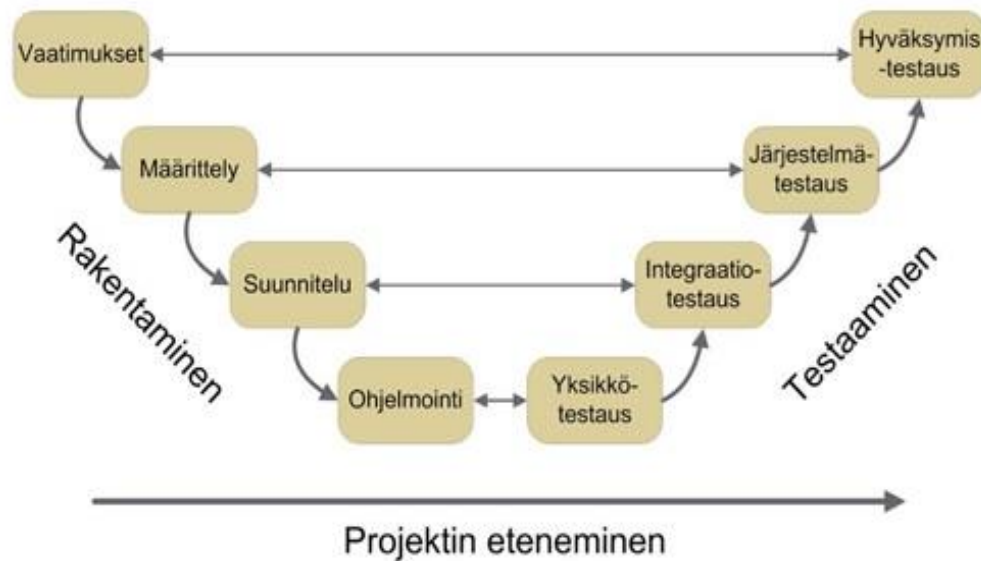 Vaatimukset
Hyväksymis
-testaus
Määrittely
Järjestelmä-
testaus
Suunnitelu
Integraatio-
testaus
Ohjelmointi
Yksikkö-
testaus
Rakentaminen
Testaaminen
Projektin eteneminen